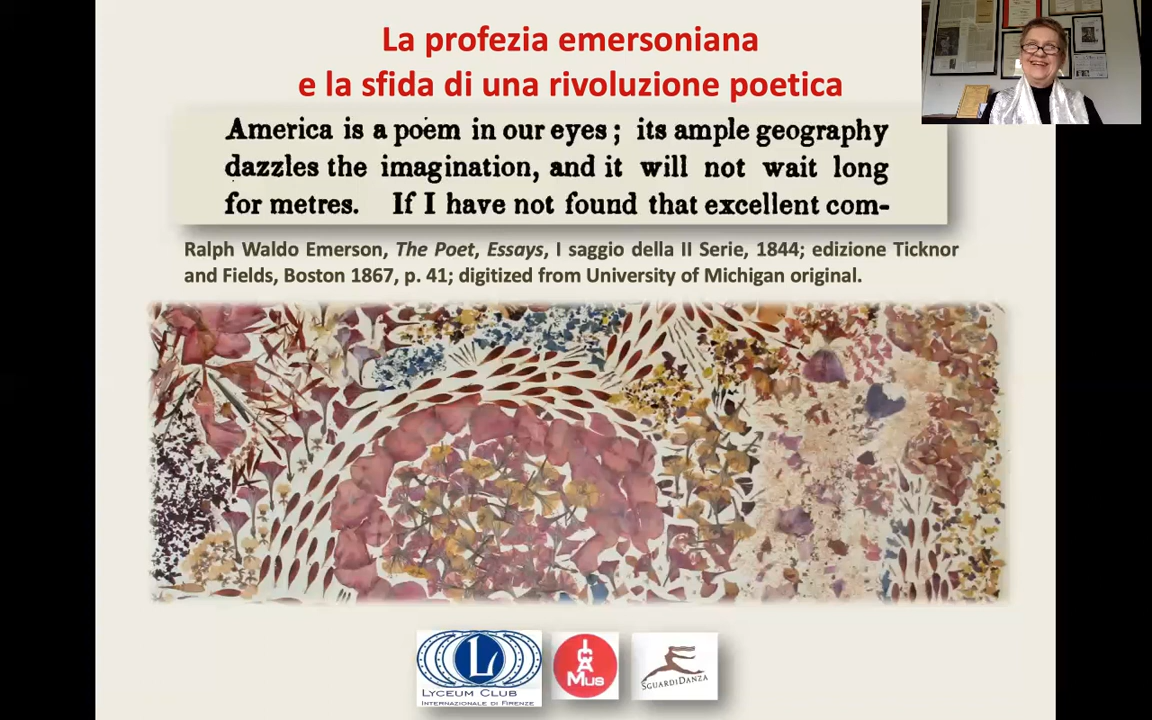 La profezia emersoniana
e la sfida di una rivoluzione poetica
America is a poem in our eyes ; its ample geography
dazzles the imagination, and it will not wait long
for metres. If I have not found that excellent com-
Ralph Waldo Emerson, The Poet, Essays, I saggio della II Serie, 1844; edizione Ticknor
and Fields, Boston 1867, p. 41; digitized from University of Michigan original.
L
LYCEUM CLUB
INTERNAZIONALE DI FIRENZE
ICWA
MUS
SGUARDIDANZA